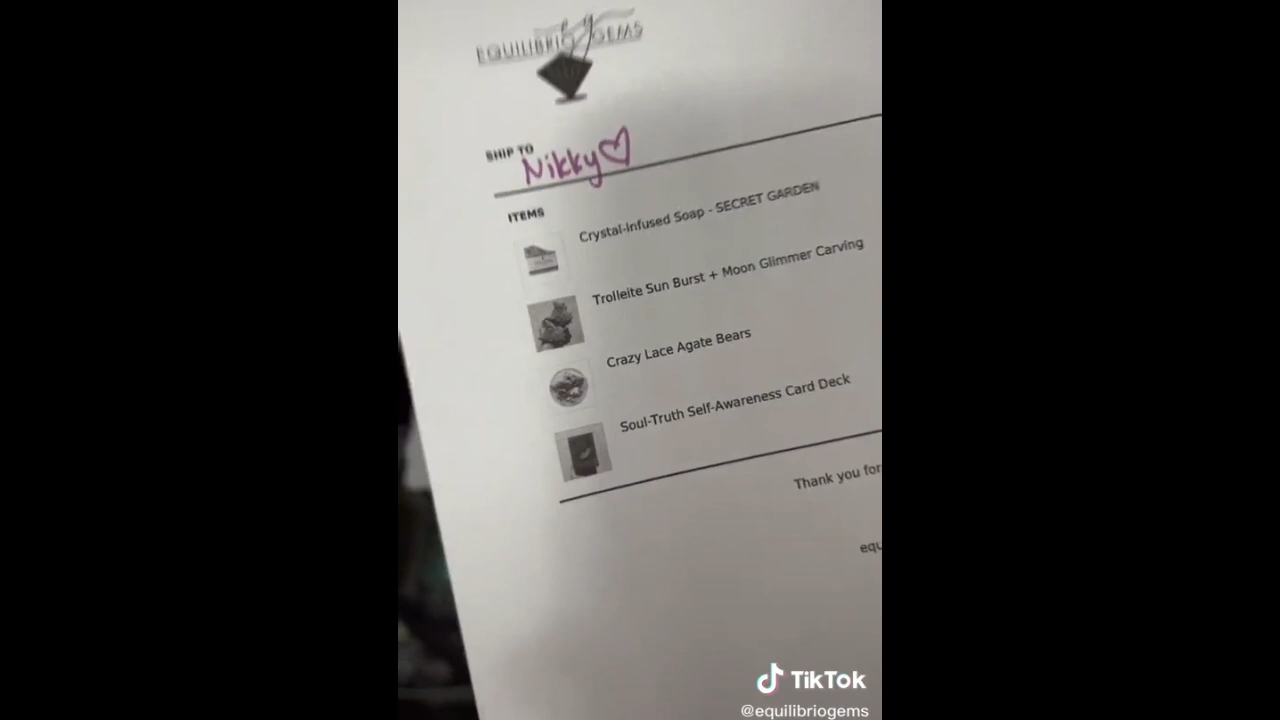 EQUILIBRIO GEMS
SHIP TO
Nikky
ITEMS
Crystal-Infused Soap - SECRET GARDEN
Trolleite Sun Burst + Moon Glimmer Carving
Crazy Lace Agate Bears
Soul-Truth Self-Awareness Card Deck
Thank you for
equ
TikTok
@equilibriogems